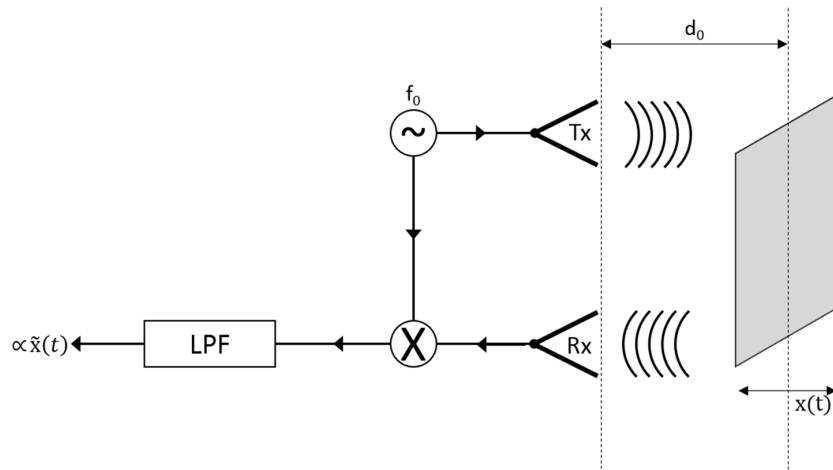 d₀
f₀
~
Tx
Rx
X
LPF
∝x̃(t)
x(t)